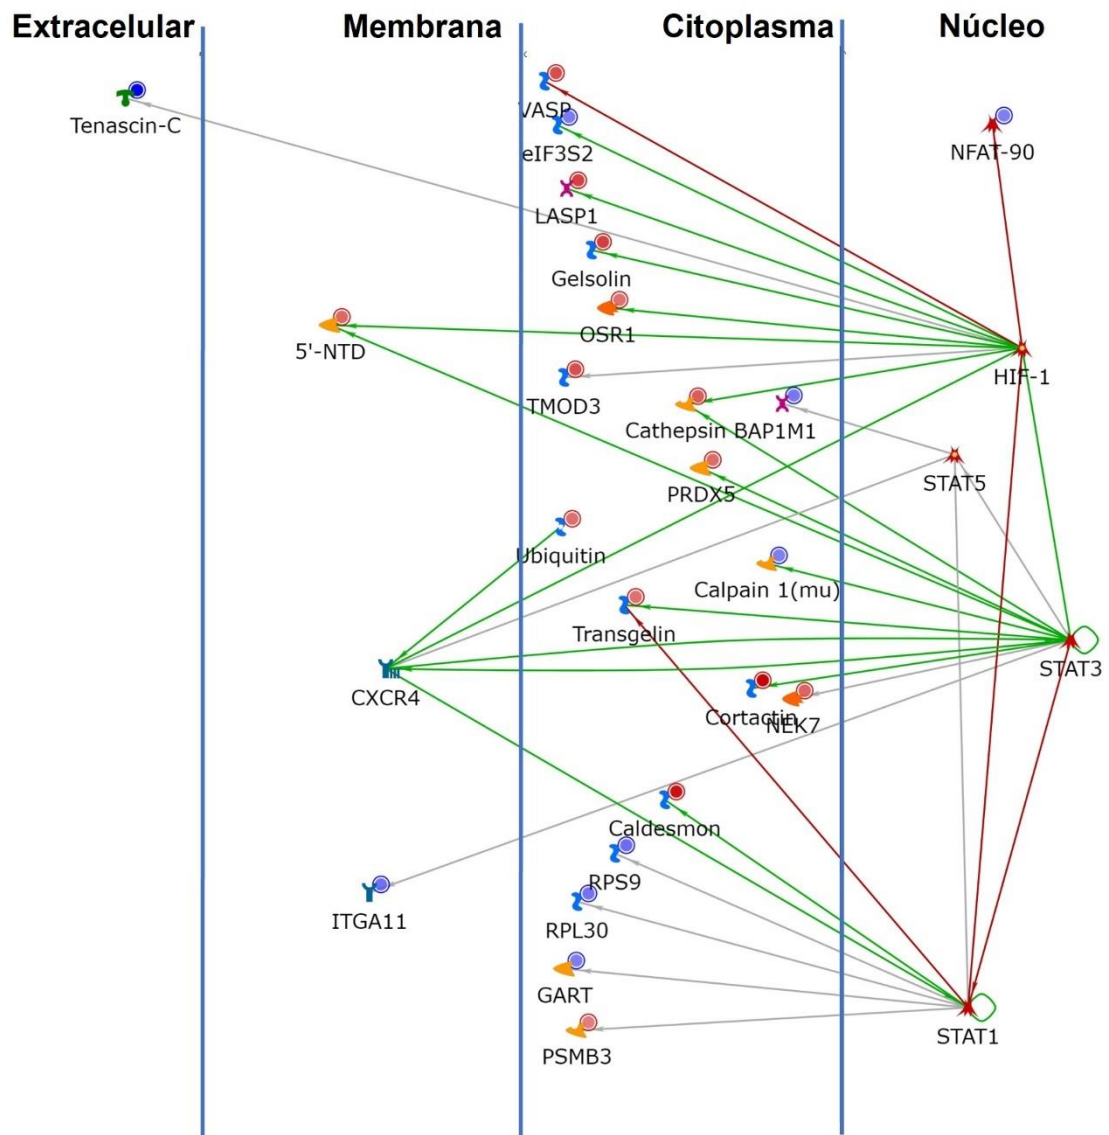 Extracelular Membrana Citoplasma Núcleo
VASP
Tenascin-C
eIF3S2
NFAT-90
LASP1
Gelsolin
OSR1
5'-NTD
HIF-1
TMOD3
Cathepsin BAP1M1
STAT5
PRDX5
Ubiquitin
Calpain 1(mu)
Transgelin
STAT3
CXCR4
Cortactin
NEK7
Caldesmon
RPS9
ITGA11
RPL30
GART
STAT1
PSMB3